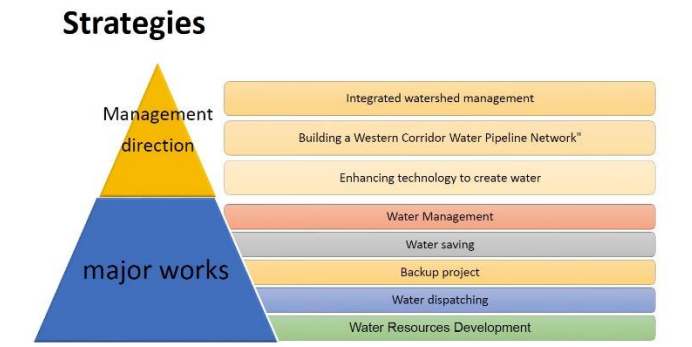 Strategies
Management
direction
Integrated watershed management
Building a Western Corridor Water Pipeline Network"
Enhancing technology to create water
major works
Water Management
Water saving
Backup project
Water dispatching
Water Resources Development